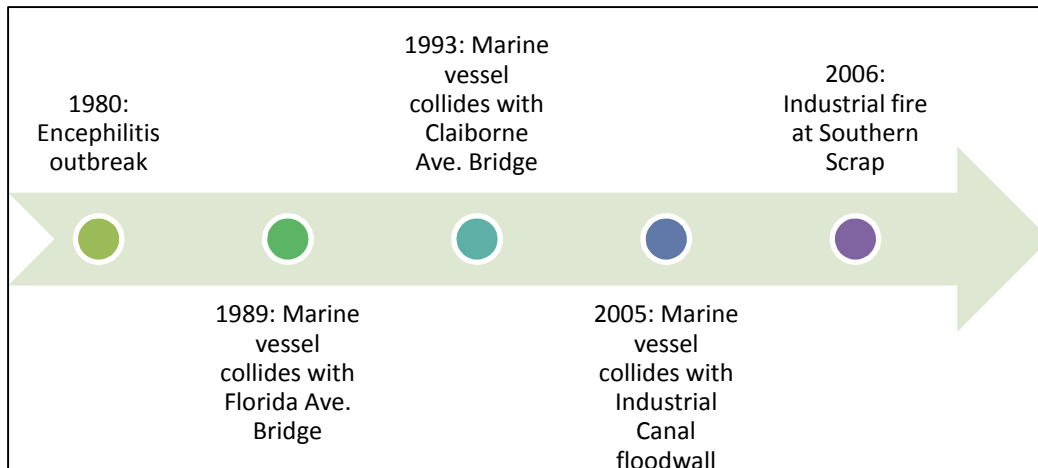 1980:
Encephilitis
outbreak
1989: Marine
vessel
collides with
Florida Ave.
Bridge
1993: Marine
vessel
collides with
Claiborne
Ave. Bridge
2005: Marine
vessel
collides with
Industrial
Canal
floodwall
2006:
Industrial fire
at Southern
Scrap